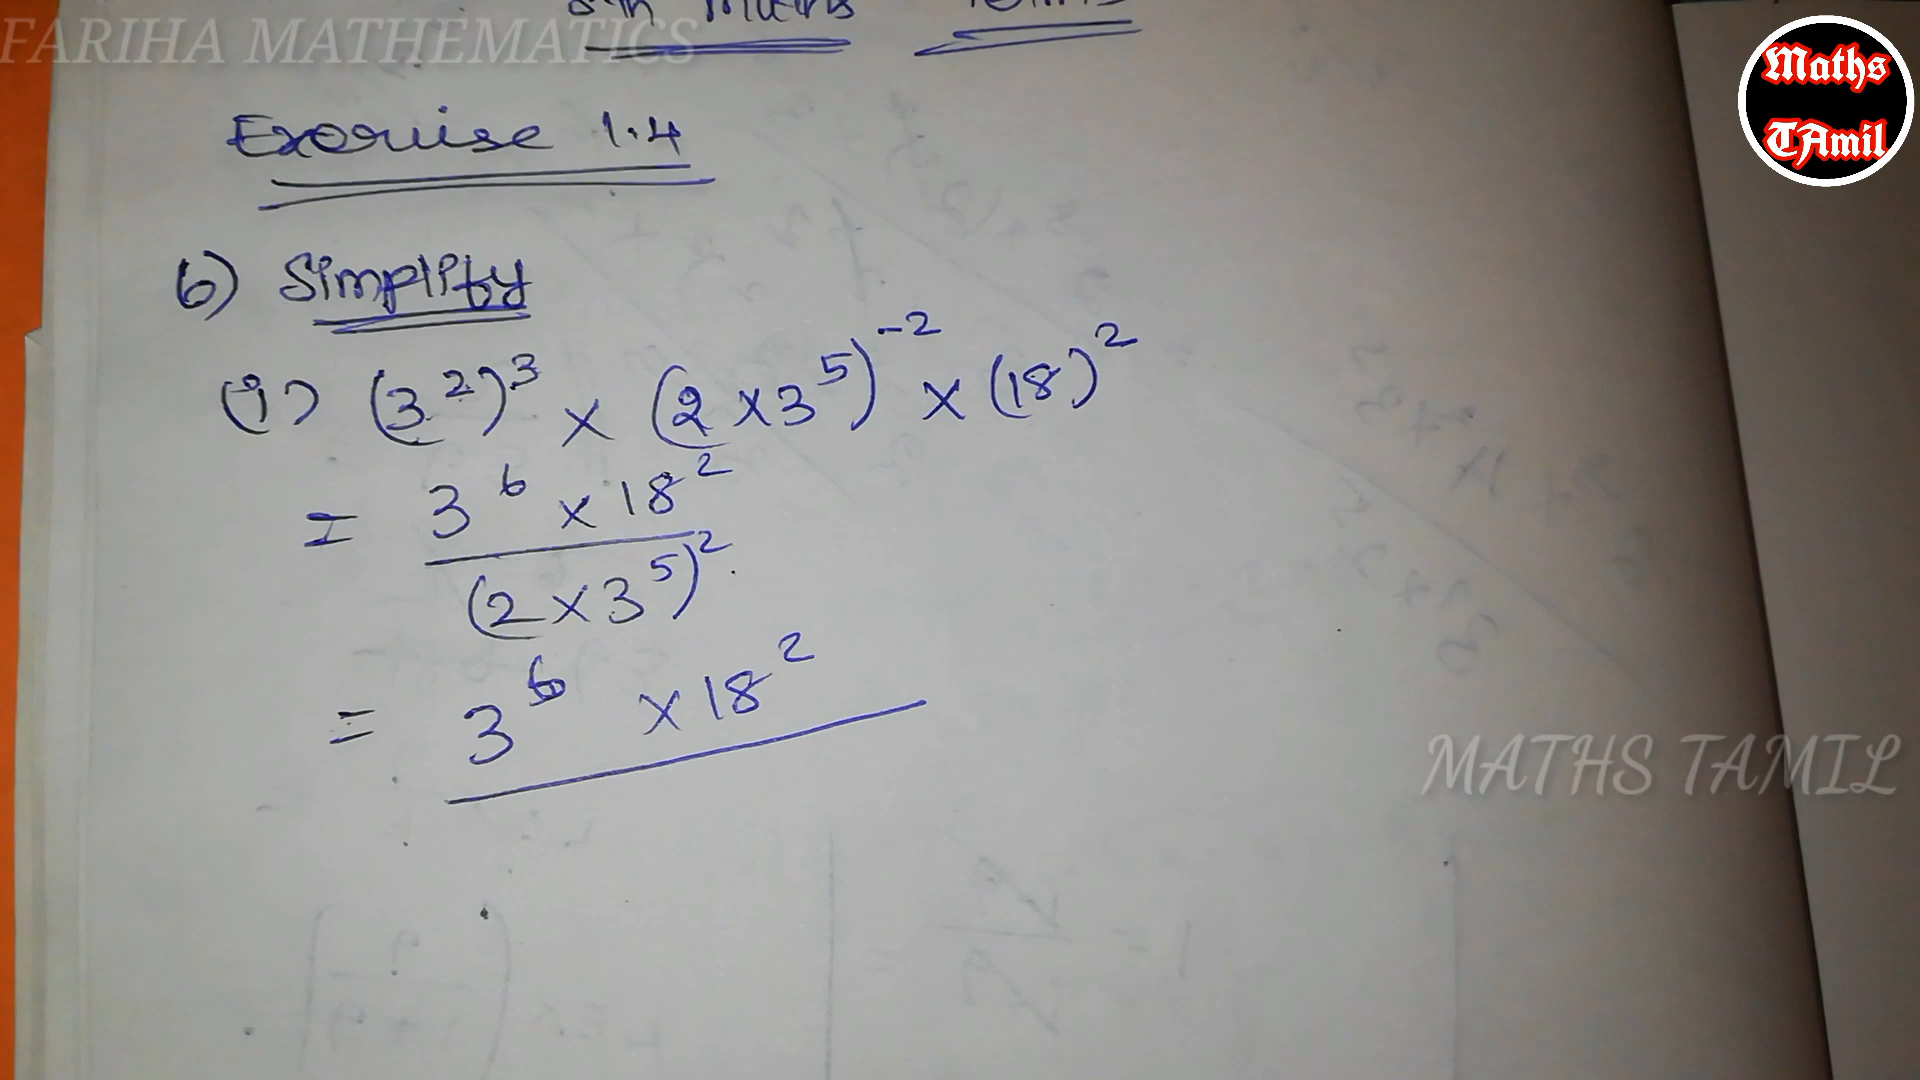 FARIHA MATHEMATICS
Maths
TAmil
Exercise 1.4
6) Simplify
(i) (3²)³ × (2 × 3⁵)⁻² × (18)²
= 3⁶ × 18²
(2 × 3⁵)²
= 3⁶ × 18²
MATHS TAMIL